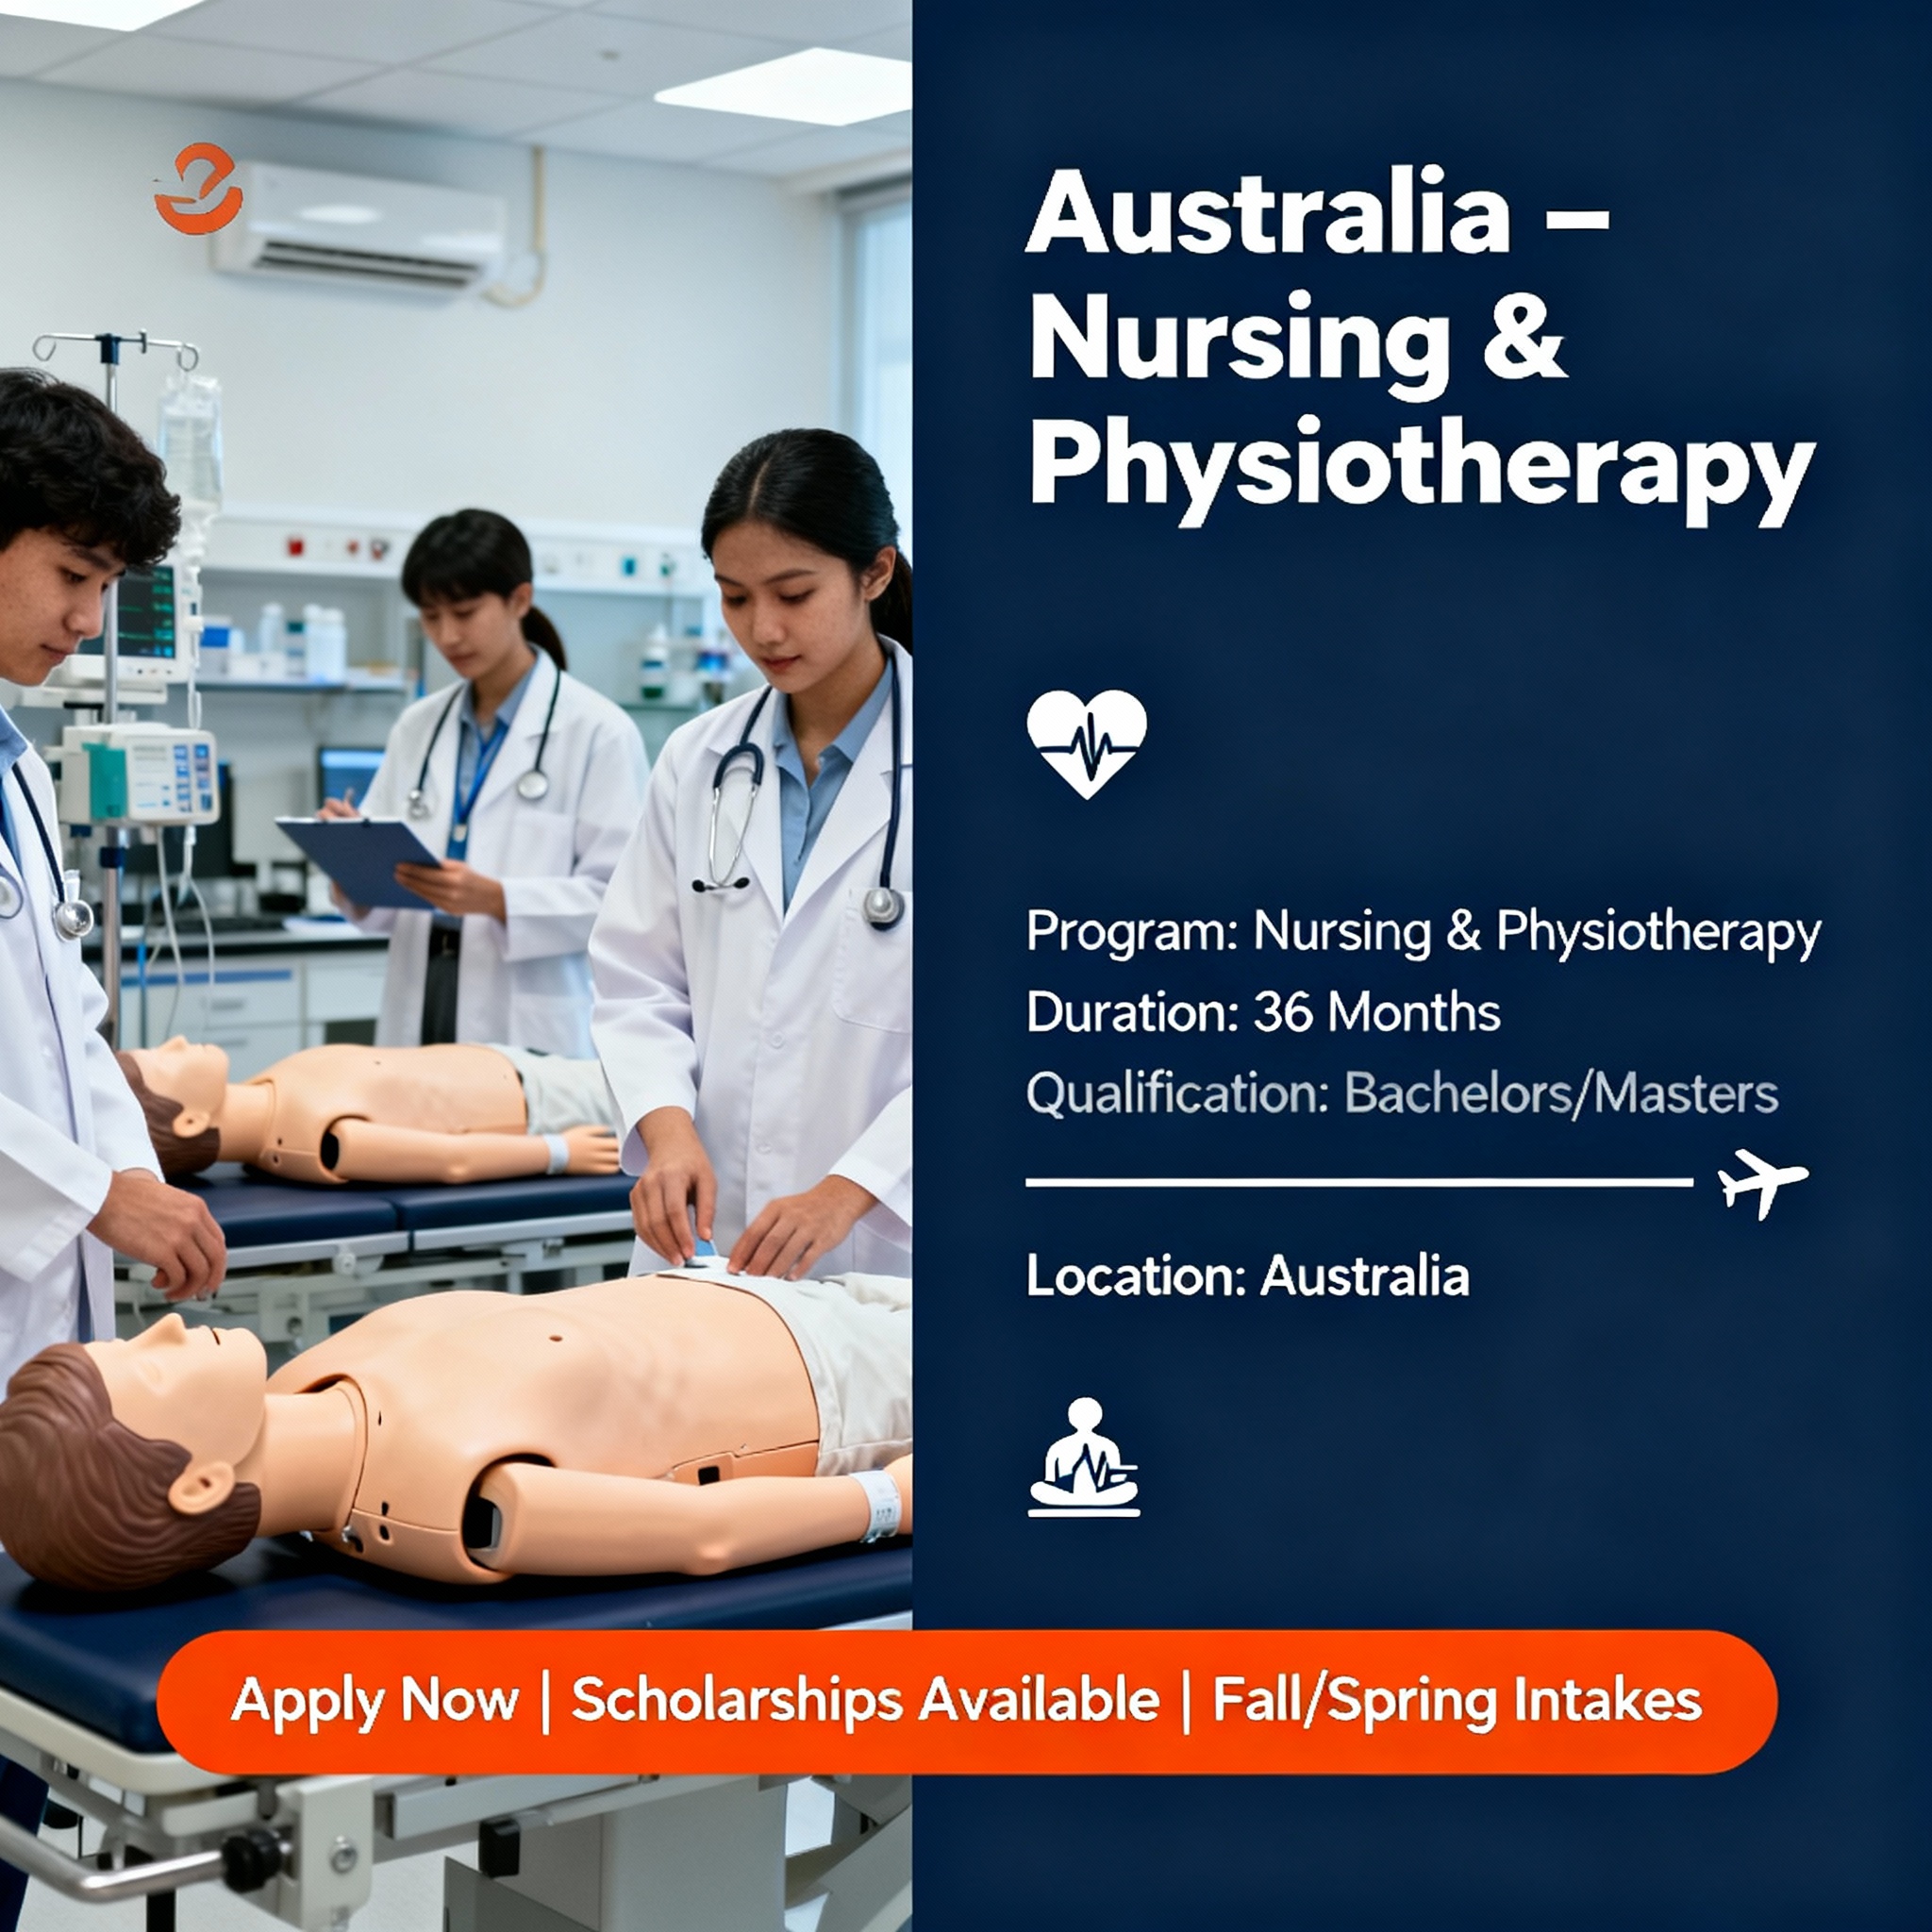 Australia –
Nursing &
Physiotherapy
Program: Nursing & Physiotherapy
Duration: 36 Months
Qualification: Bachelors/Masters
Location: Australia
Apply Now | Scholarships Available | Fall/Spring Intakes